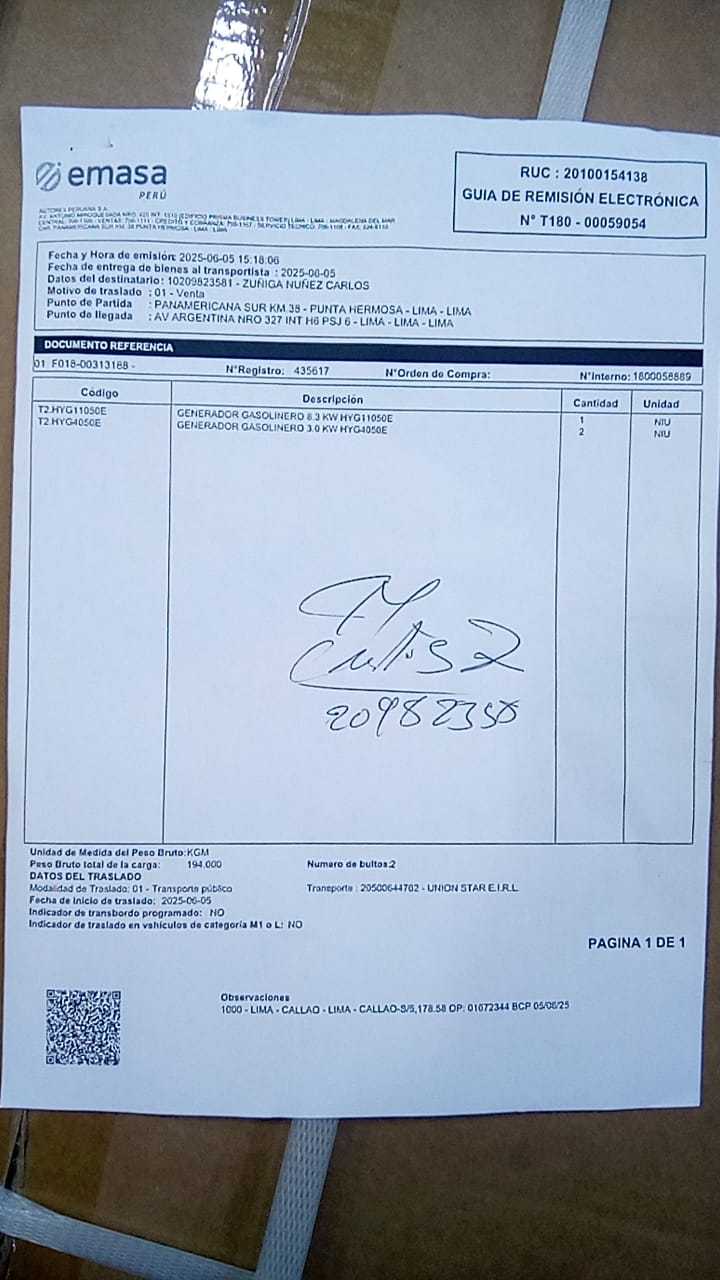 emasa
PERÚ
RUC : 20100154138
GUIA DE REMISIÓN ELECTRÓNICA
N° T180 - 00059054
AUTOREX PERUANA S.A.
Fecha y Hora de emisión: 2025-06-05 15:18:06
Fecha de entrega de bienes al transportista : 2025-06-05
Datos del destinatario: 10209823581 - ZUÑIGA NUÑEZ CARLOS
Motivo de traslado : 01 - Venta
Punto de Partida : PANAMERICANA SUR KM 38 - PUNTA HERMOSA - LIMA - LIMA
Punto de llegada : AV ARGENTINA NRO 327 INT H6 PSJ 6 - LIMA - LIMA - LIMA
DOCUMENTO REFERENCIA
01 F018-00313168 - N°Registro: 435617 N°Orden de Compra: N°Interno: 1800058889
Código Descripción Cantidad Unidad
T2.HYG11050E GENERADOR GASOLINERO 8.3 KW HYG11050E 1 NIU
T2.HYG4050E GENERADOR GASOLINERO 3.0 KW HYG4050E 2 NIU
20982358
Unidad de Medida del Peso Bruto:KGM
Peso Bruto total de la carga: 194.000 Numero de bultos:2
DATOS DEL TRASLADO
Modalidad de Traslado: 01 - Transporte público Transporte : 20500644702 - UNION STAR E.I.R.L.
Fecha de Inicio de traslado: 2025-06-05
Indicador de transbordo programado: NO
Indicador de traslado en vahículos de categoría M1 o L: NO
PAGINA 1 DE 1
Observaciones
1000 - LIMA - CALLAO - LIMA - CALLAO-S/5,178.58 OP: 01672344 BCP 05/06/25